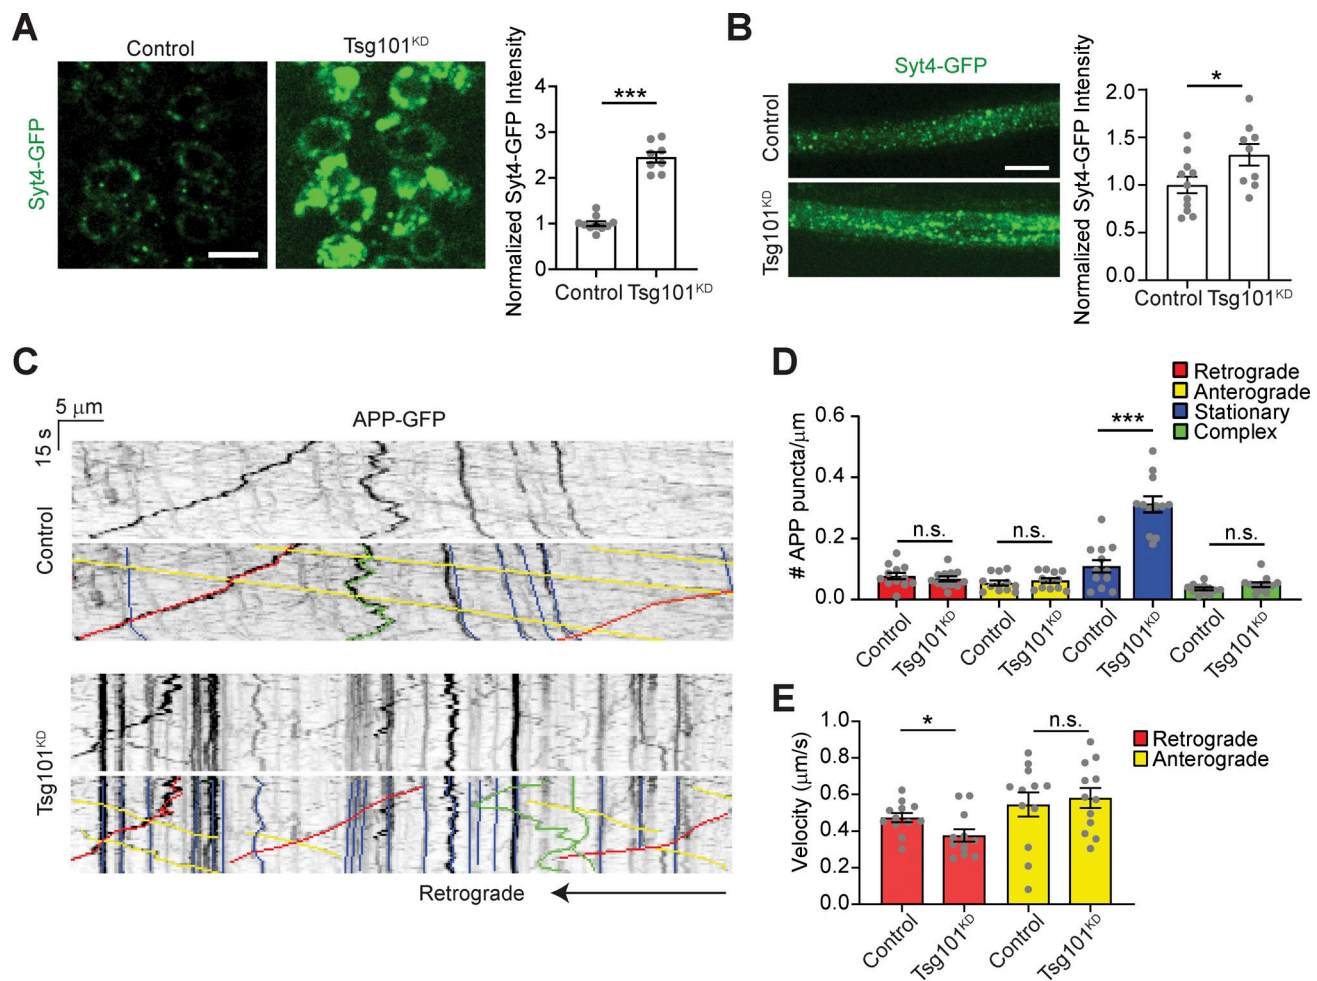 A
Control
Tsg101KD
Syt4-GFP
Normalized Syt4-GFP Intensity
4
3
2
1
0
***
Control Tsg101KD
B
Syt4-GFP
Control
Tsg101KD
Normalized Syt4-GFP Intensity
2.0
1.5
1.0
0.5
0.0
*
Control Tsg101KD
C
5 μm
15 s
APP-GFP
Control
Tsg101KD
Retrograde
D
Retrograde
Anterograde
Stationary
Complex
# APP puncta/μm
0.6
0.4
0.2
0.0
n.s.
n.s.
***
n.s.
Control
Tsg101KD
Control
Tsg101KD
Control
Tsg101KD
Control
Tsg101KD
E
Retrograde
Anterograde
Velocity (μm/s)
1.0
0.8
0.6
0.4
0.2
0.0
*
n.s.
Control
Tsg101KD
Control
Tsg101KD